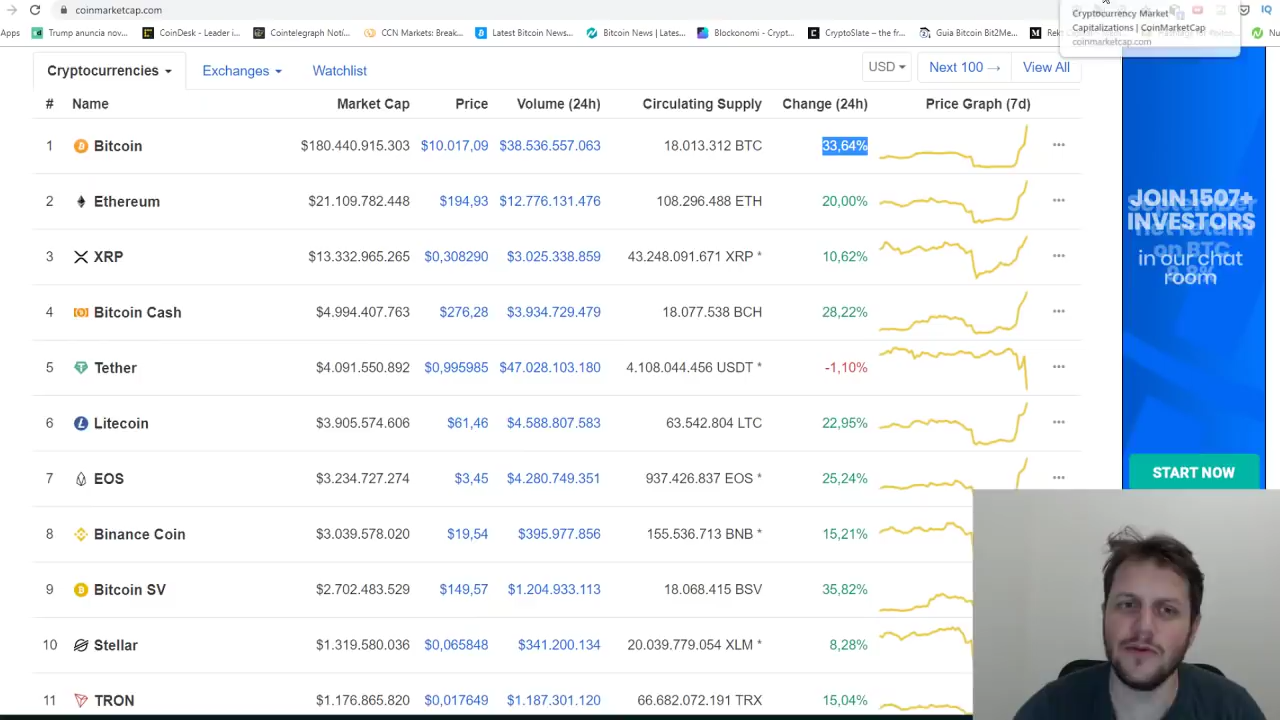 coinmarketcap.com
Cryptocurrency Market
Capitalizations | CoinMarketCap
coinmarketcap.com
Apps Trump anuncia nov... CoinDesk - Leader i... Cointelegraph Notíc... CCN Markets: Break... Latest Bitcoin News... Bitcoin News | Lates... Blokonomi - Crypt... CryptoSlate – the fr... Guia Bitcoin Bit2Me...
Cryptocurrencies Exchanges Watchlist USD Next 100 → View All
# Name Market Cap Price Volume (24h) Circulating Supply Change (24h) Price Graph (7d)
1 Bitcoin $180.440.915.303 $10.017,09 $38.536.557.063 18.013.312 BTC 33,64%
2 Ethereum $21.109.782.448 $194,93 $12.776.131.476 108.296.488 ETH 20,00%
3 XRP $13.332.965.265 $0,308290 $3.025.338.859 43.248.091.671 XRP * 10,62%
4 Bitcoin Cash $4.994.407.763 $276,28 $3.934.729.479 18.077.538 BCH 28,22%
5 Tether $4.091.550.892 $0,995985 $47.028.103.180 4.108.044.456 USDT * -1,10%
6 Litecoin $3.905.574.606 $61,46 $4.588.807.583 63.542.804 LTC 22,95%
7 EOS $3.234.727.274 $3,45 $4.280.749.351 937.426.837 EOS * 25,24%
8 Binance Coin $3.039.578.020 $19,54 $395.977.856 155.536.713 BNB * 15,21%
9 Bitcoin SV $2.702.483.529 $149,57 $1.204.933.113 18.068.415 BSV 35,82%
10 Stellar $1.319.580.036 $0,065848 $341.200.134 20.039.779.054 XLM * 8,28%
11 TRON $1.176.865.820 $0,017649 $1.187.301.120 66.682.072.191 TRX 15,04%
JOIN 1507+
INVESTORS
in our chat
room
START NOW